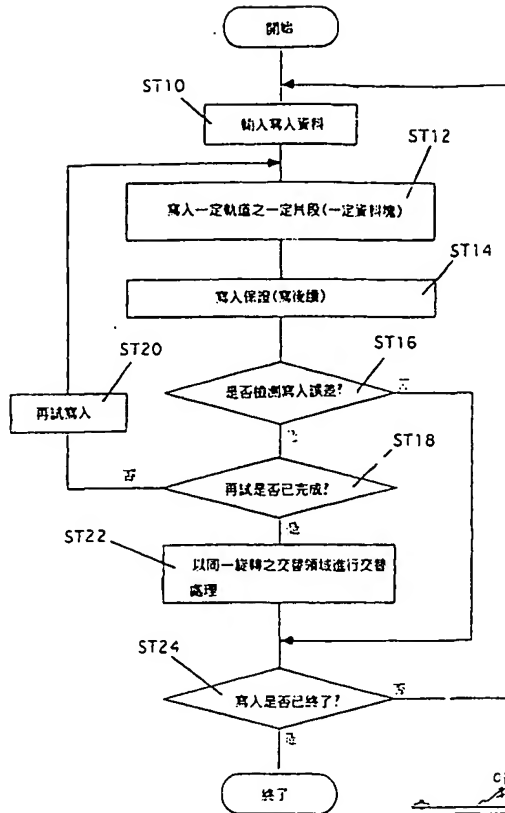 開始
ST10
輸入寫入資料
ST12
寫入一定軌道之一定片段(一定資料塊)
ST14
寫入保證(寫後讀)
ST16
是否檢測寫入誤差?
否
是
ST20
再試寫入
ST18
再試是否已完成?
否
是
ST22
以同一旋轉之交替領域進行交替
處理
ST24
寫入是否已終了?
否
是
終了